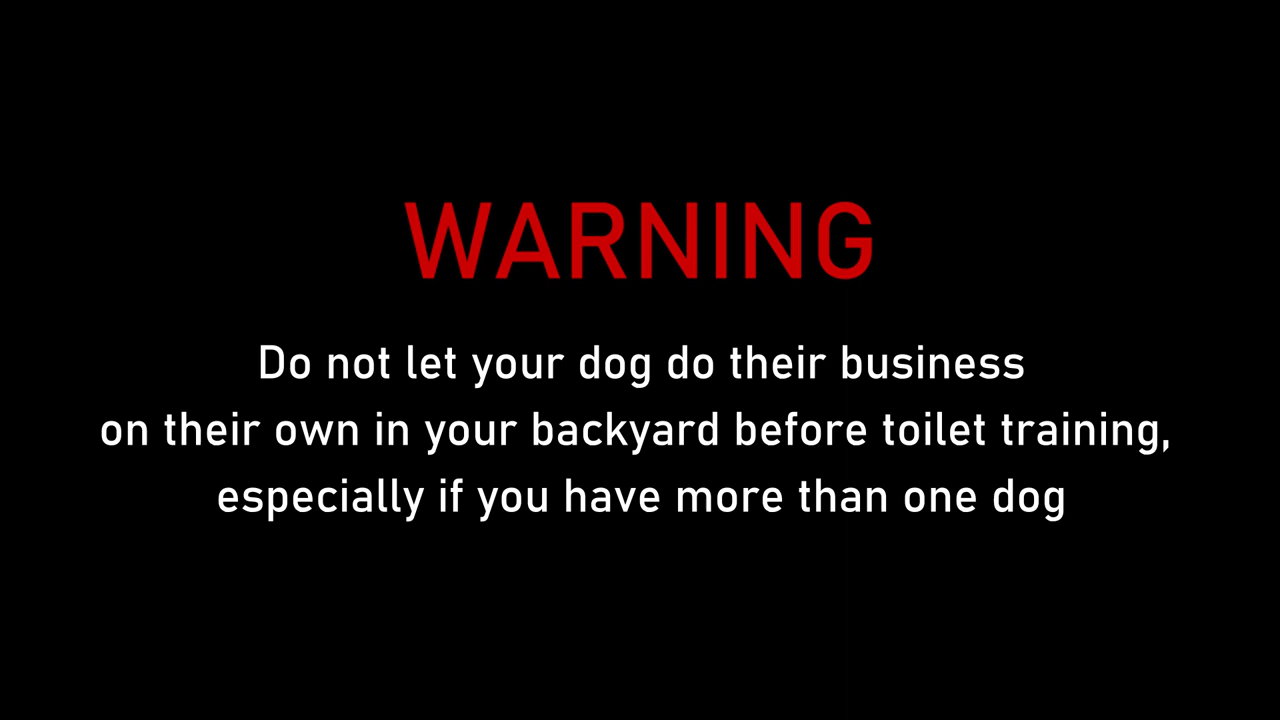 WARNING
Do not let your dog do their business
on their own in your backyard before toilet training,
especially if you have more than one dog